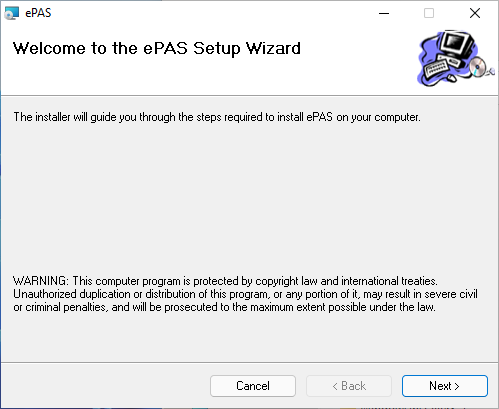 ePAS
Welcome to the ePAS Setup Wizard
The installer will guide you through the steps required to install ePAS on your computer.
WARNING: This computer program is protected by copyright law and international treaties.
Unauthorized duplication or distribution of this program, or any portion of it, may result in severe civil
or criminal penalties, and will be prosecuted to the maximum extent possible under the law.
Cancel
< Back
Next >